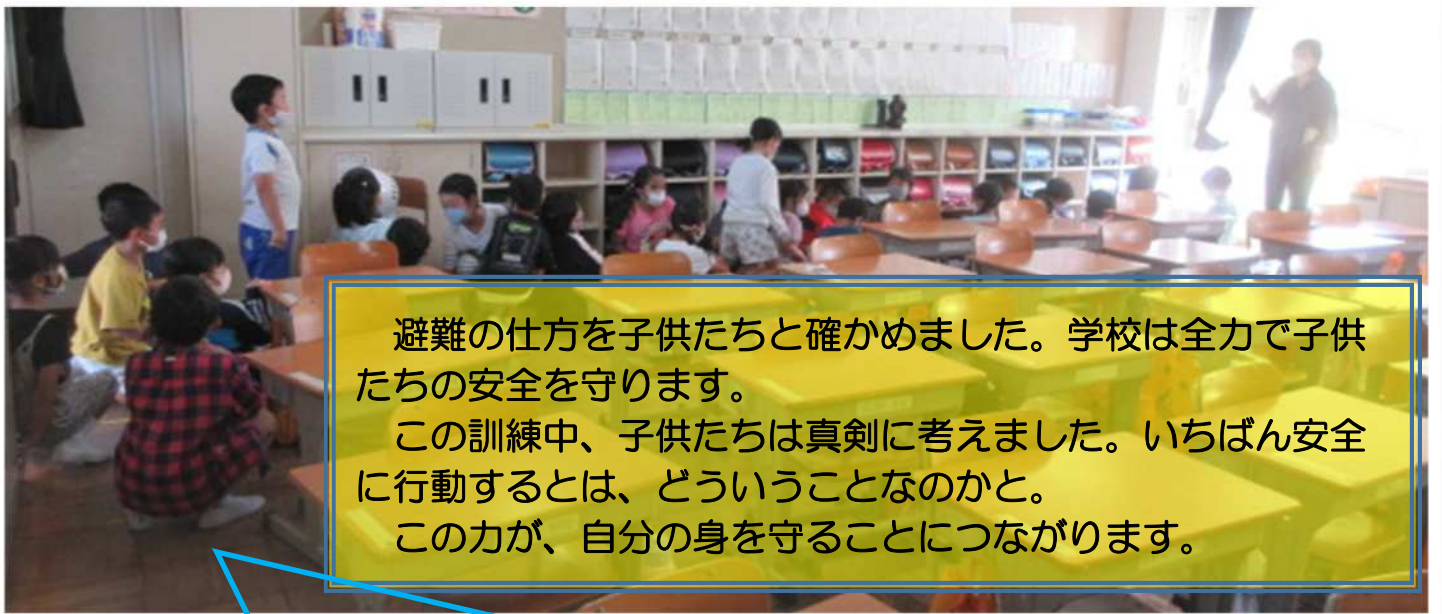 避難の仕方を子供たちと確かめました。学校は全力で子供
たちの安全を守ります。
この訓練中、子供たちは真剣に考えました。いちばん安全
に行動するとは、どういうことなのかと。
この力が、自分の身を守ることにつながります。